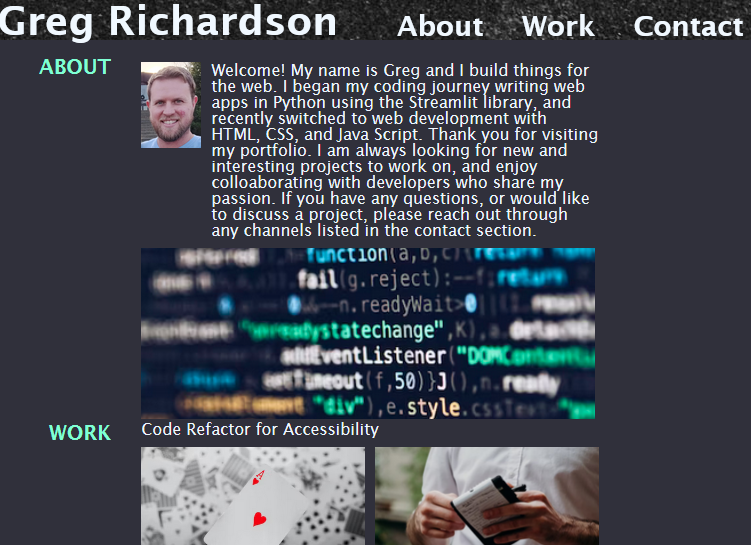 Greg Richardson
About Work Contact
ABOUT
Welcome! My name is Greg and I build things for
the web. I began my coding journey writing web
apps in Python using the Streamlit library, and
recently switched to web development with
HTML, CSS, and Java Script. Thank you for visiting
my portfolio. I am always looking for new and
interesting projects to work on, and enjoy
colloaborating with developers who share my
passion. If you have any questions, or would like
to discuss a project, please reach out through
any channels listed in the contact section.
function(a,b,c){return
fail(g.reject):--f;return
0 0&&--n.readyWait>0||(
"onreadystatechange",K),a.
addEventListener("DOMContent
setTimeout(f,50)}J(),n.ready
"div"),e.style.cssText="
WORK
Code Refactor for Accessibility
A